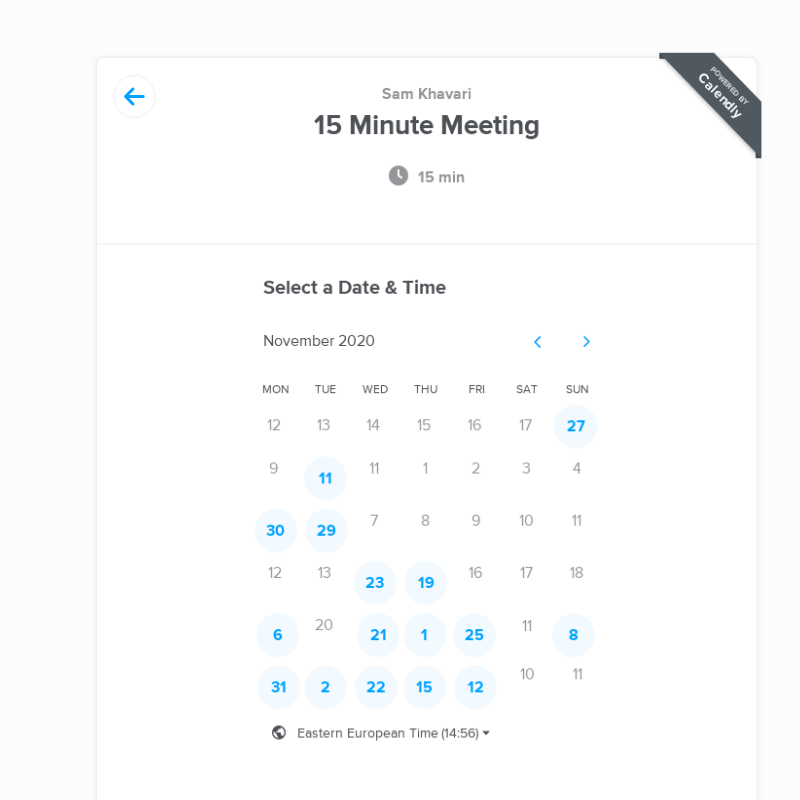 POWERED BY
Calendly
Sam Khavari
15 Minute Meeting
15 min
Select a Date & Time
November 2020
MON TUE WED THU FRI SAT SUN
12 13 14 15 16 17 27
9 11 11 1 2 3 4
30 29 7 8 9 10 11
12 13 23 19 16 17 18
6 20 21 1 25 11 8
31 2 22 15 12 10 11
Eastern European Time (14:56)